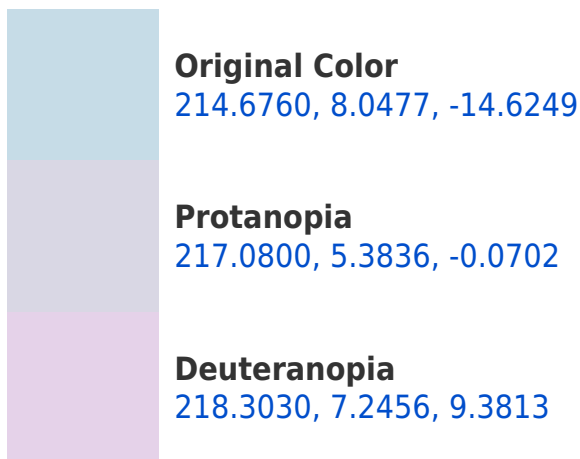 Original Color
214.6760, 8.0477, -14.6249
Protanopia
217.0800, 5.3836, -0.0702
Deuteranopia
218.3030, 7.2456, 9.3813